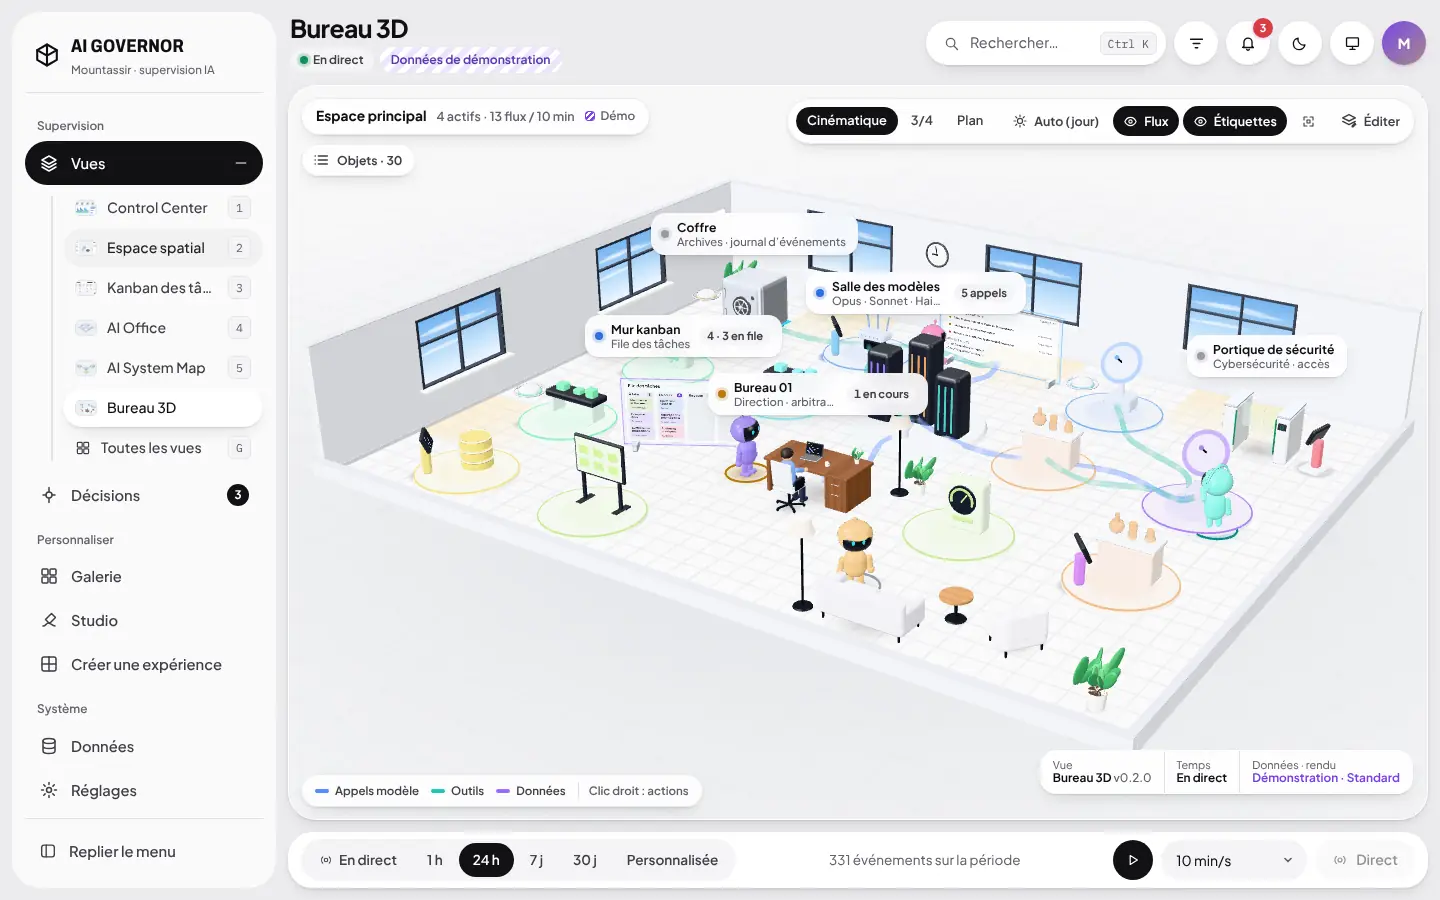 AI GOVERNOR
Mountassir · supervision IA
Supervision
Vues
Control Center 1
Espace spatial 2
Kanban des tâ… 3
AI Office 4
AI System Map 5
Bureau 3D
Toutes les vues G
Décisions 3
Personnaliser
Galerie
Studio
Créer une expérience
Système
Données
Réglages
Replier le menu
Bureau 3D
En direct
Données de démonstration
Rechercher...
Ctrl K
3
M
Espace principal 4 actifs · 13 flux / 10 min Démo
Objets · 30
Cinématique
3/4
Plan
Auto (jour)
Flux
Étiquettes
Éditer
Coffre
Archives · journal d'événements
Salle des modèles
Opus · Sonnet · Hai…
5 appels
Mur kanban
File des tâches
4 · 3 en file
Bureau 01
Direction · arbitra…
1 en cours
Portique de sécurité
Cybersécurité · accès
File des tâches
Appels modèle
Outils
Données
Clic droit : actions
Vue
Bureau 3D v0.2.0
Temps
En direct
Données · rendu
Démonstration · Standard
En direct
1 h
24 h
7 j
30 j
Personnalisée
331 événements sur la période
10 min/s
Direct